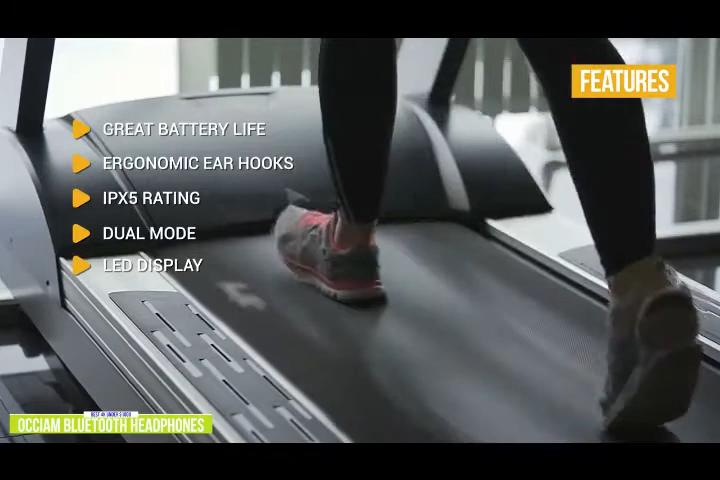 FEATURES
GREAT BATTERY LIFE
ERGONOMIC EAR HOOKS
IPX5 RATING
DUAL MODE
LED DISPLAY
OCCIAM BLUETOOTH HEADPHONES